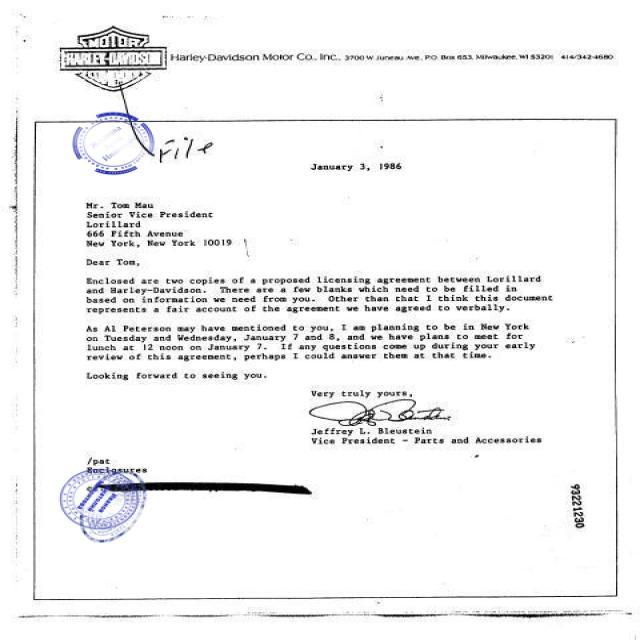 MOTOR
HARLEY-DAVIDSON
Harley-Davidson Motor Co., Inc., 3700 W. Juneau Ave., P.O. Box 653, Milwaukee, WI 53201 414/342-4680
File
January 3, 1986
Mr. Tom Mau
Senior Vice President
Lorillard
666 Fifth Avenue
New York, New York 10019
Dear Tom,
Enclosed are two copies of a proposed licensing agreement between Lorillard
and Harley-Davidson. There are a few blanks which need to be filled in
based on information we need from you. Other than that I think this document
represents a fair account of the agreement we have agreed to verbally.
As Al Peterson may have mentioned to you, I am planning to be in New York
on Tuesday and Wednesday, January 7 and 8, and we have plans to meet for
lunch at 12 noon on January 7. If any questions come up during your early
review of this agreement, perhaps I could answer them at that time.
Looking forward to seeing you.
Very truly yours,
Jeffrey L. Bleustein
Vice President - Parts and Accessories
/pat
Enclosures
93221230